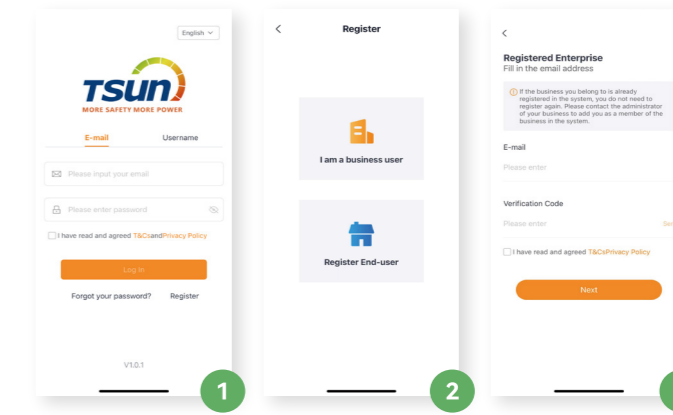 English
TSUN
MORE SAFETY MORE POWER
E-mail Username
Please input your email
Please enter password
I have read and agreed T&CsandPrivacy Policy
Log In
Forgot your password? Register
V1.0.1
1
Register
I am a business user
Register End-user
2
Registered Enterprise
Fill in the email address
If the business you belong to is already
registered in the system, you do not need to
register again. Please contact the administrator
of your business to add you as a member of the
business in the system.
E-mail
Please enter
Verification Code
Please enter
I have read and agreed T&CsPrivacy Policy
Next